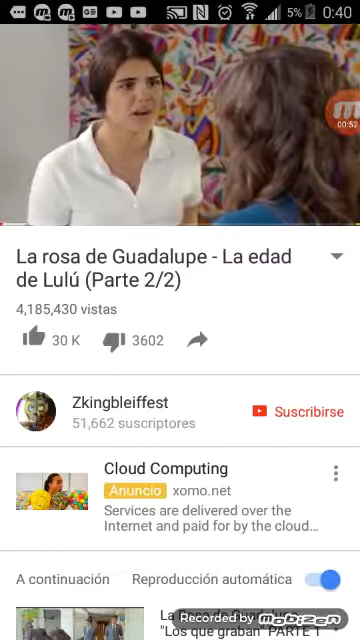 5% 0:40
00:52
La rosa de Guadalupe - La edad
de Lulú (Parte 2/2)
4,185,430 vistas
30 K 3602
Zkingbleiffest
51,662 suscriptores
Suscribirse
Cloud Computing
Anuncio xomo.net
Services are delivered over the
Internet and paid for by the cloud...
A continuación Reproducción automática
La Rosa de Guadalupe
"Los que graban" PARTE 1
Recorded by mobizen